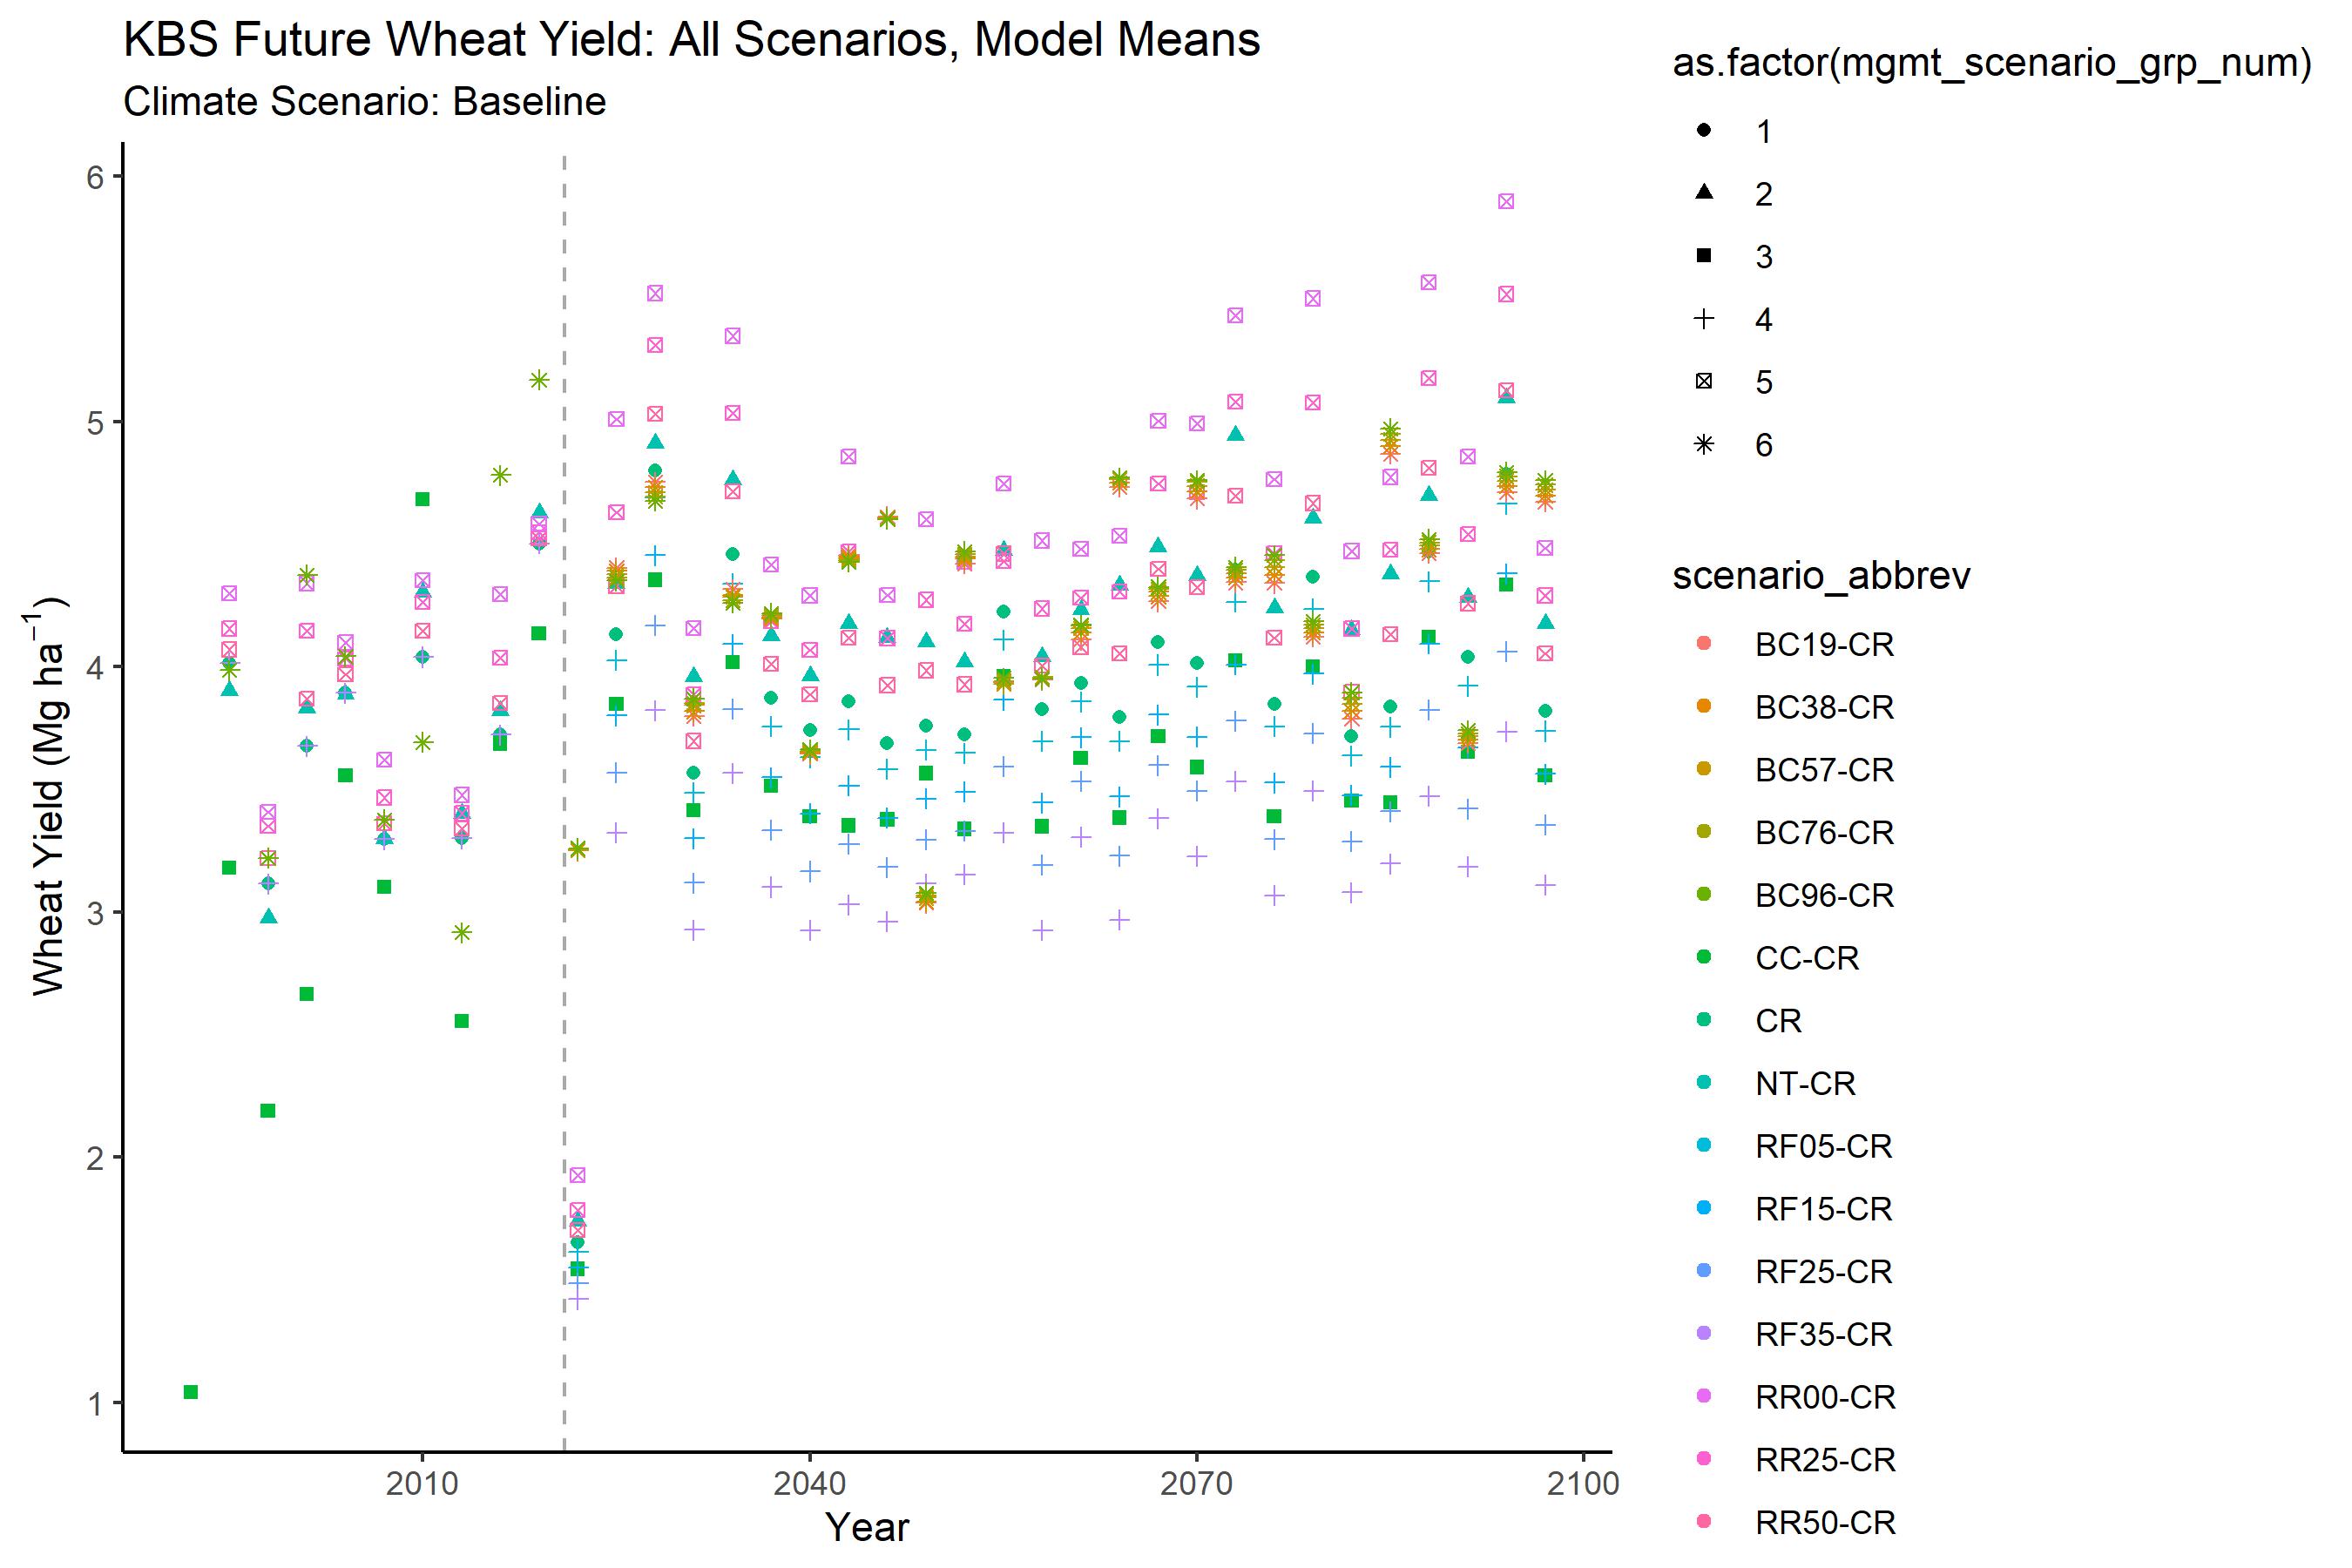 KBS Future Wheat Yield: All Scenarios, Model Means
Climate Scenario: Baseline
Wheat Yield (Mg ha⁻¹)
6
5
4
3
2
1
2010
2040
2070
2100
Year
as.factor(mgmt_scenario_grp_num)
1
2
3
4
5
6
scenario_abbrev
BC19-CR
BC38-CR
BC57-CR
BC76-CR
BC96-CR
CC-CR
CR
NT-CR
RF05-CR
RF15-CR
RF25-CR
RF35-CR
RR00-CR
RR25-CR
RR50-CR